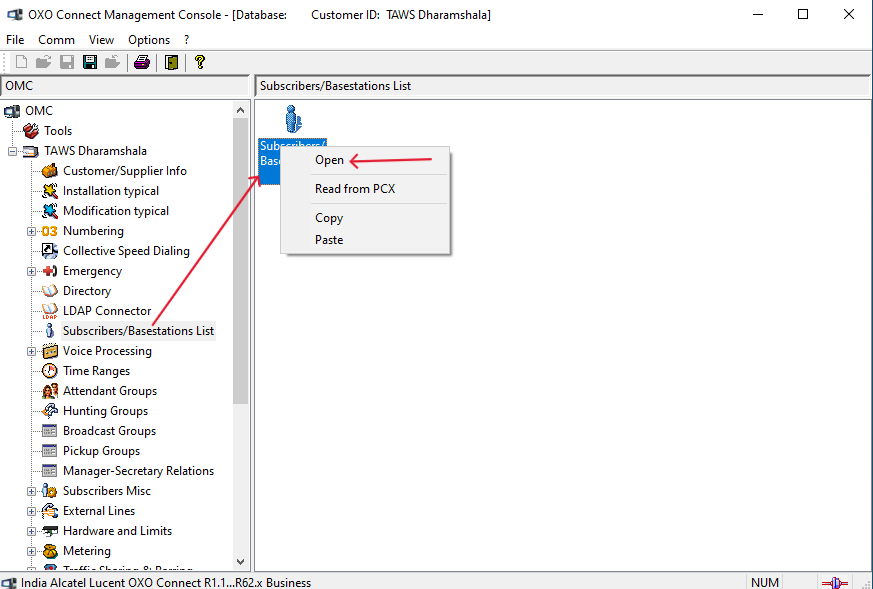 OXO Connect Management Console - [Database: Customer ID: TAWS Dharamshala]
File Comm View Options ?
OMC
Subscribers/Basestations List
OMC
Tools
TAWS Dharamshala
Customer/Supplier Info
Installation typical
Modification typical
03 Numbering
Collective Speed Dialing
Emergency
Directory
LDAP LDAP Connector
Subscribers/Basestations List
Voice Processing
Time Ranges
Attendant Groups
Hunting Groups
Broadcast Groups
Pickup Groups
Manager-Secretary Relations
Subscribers Misc
External Lines
Hardware and Limits
Metering
Subscribers/
Open
Read from PCX
Copy
Paste
India Alcatel Lucent OXO Connect R1.1...R62.x Business
NUM